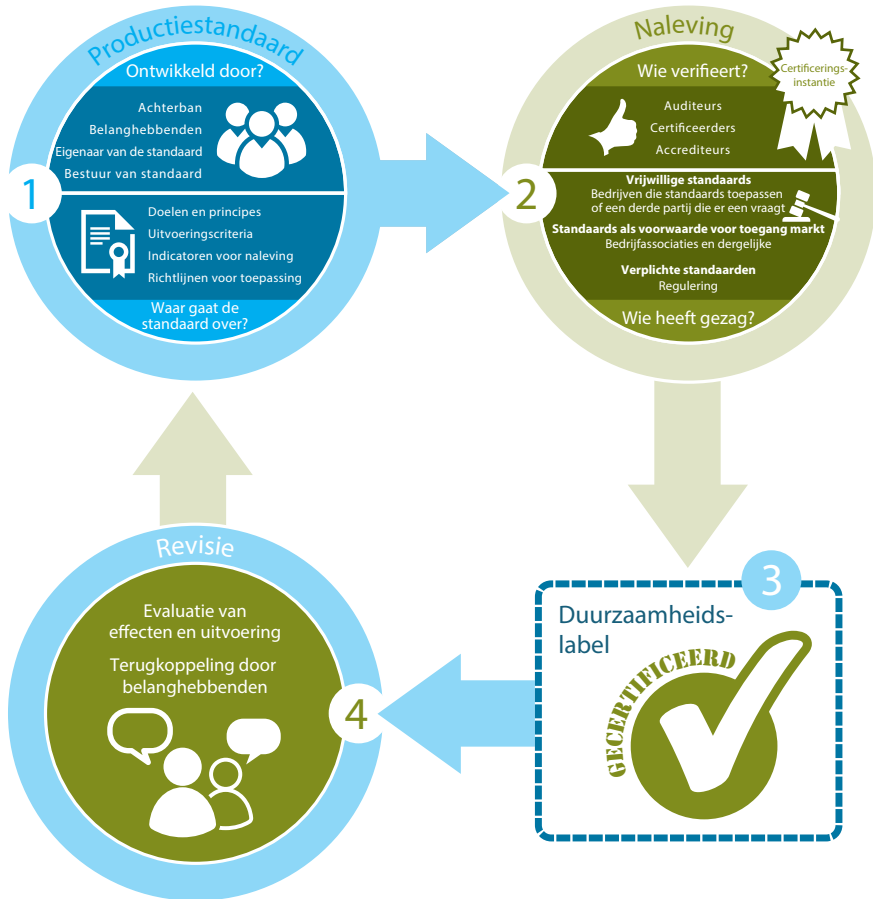 Productiestandaard
Ontwikkeld door?
Achterban
Belanghebbenden
Eigenaar van de standaard
Bestuur van standaard
1
Doelen en principes
Uitvoeringscriteria
Indicatoren voor naleving
Richtlijnen voor toepassing
Waar gaat de
standaard over?
Naleving
Wie verifieert?
Certificerings-
instantie
Auditeurs
Certificeerders
Accrediteurs
2
Vrijwillige standaards
Bedrijven die standaards toepassen
of een derde partij die er een vraagt
Standaards als voorwaarde voor toegang markt
Bedrijfassociaties en dergelijke
Verplichte standaarden
Regulering
Wie heeft gezag?
3
Duurzaamheids-
label
GECERTIFICEERD
Revisie
Evaluatie van
effecten en uitvoering
Terugkoppeling door
belanghebbenden
4